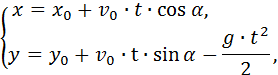 x = x₀ + v₀ · t · cos α,
y = y₀ + v₀ · t · sin α − g · t² / 2,